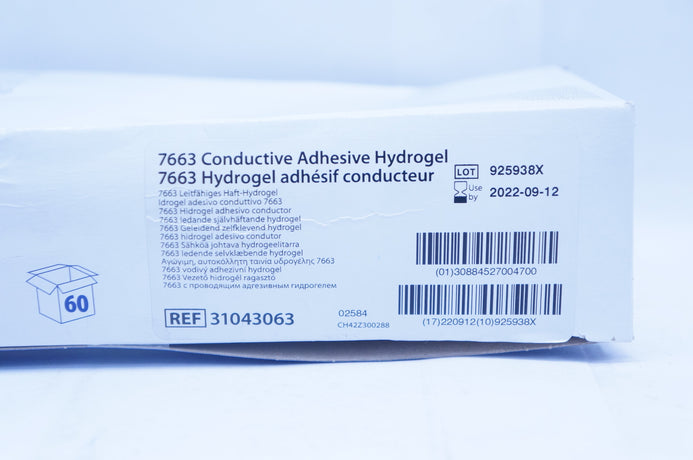 7663 Conductive Adhesive Hydrogel
7663 Hydrogel adhésif conducteur
7663 Leitfähiges Haft-Hydrogel
Idrogel adesivo conduttivo 7663
7663 Hidrogel adhesivo conductor
7663 ledande självhäftande hydrogel
7663 Geleidend zelfklevend hydrogel
7663 hidrogel adesivo condutor
7663 Sähköä johtava hydrogeelitarra
7663 ledende selvklæbende hydrogel
Αγώγιμη, αυτοκόλλητη ταινία υδρογέλης 7663
7663 vodivý adhezivní hydrogel
7663 Vezető hidrogél ragasztó
7663 с проводящим адгезивным гидрогелем
LOT 925938X
Use by 2022-09-12
(01)30884527004700
(17)220912(10)925938X
60
REF 31043063
02584
CH42Z300288